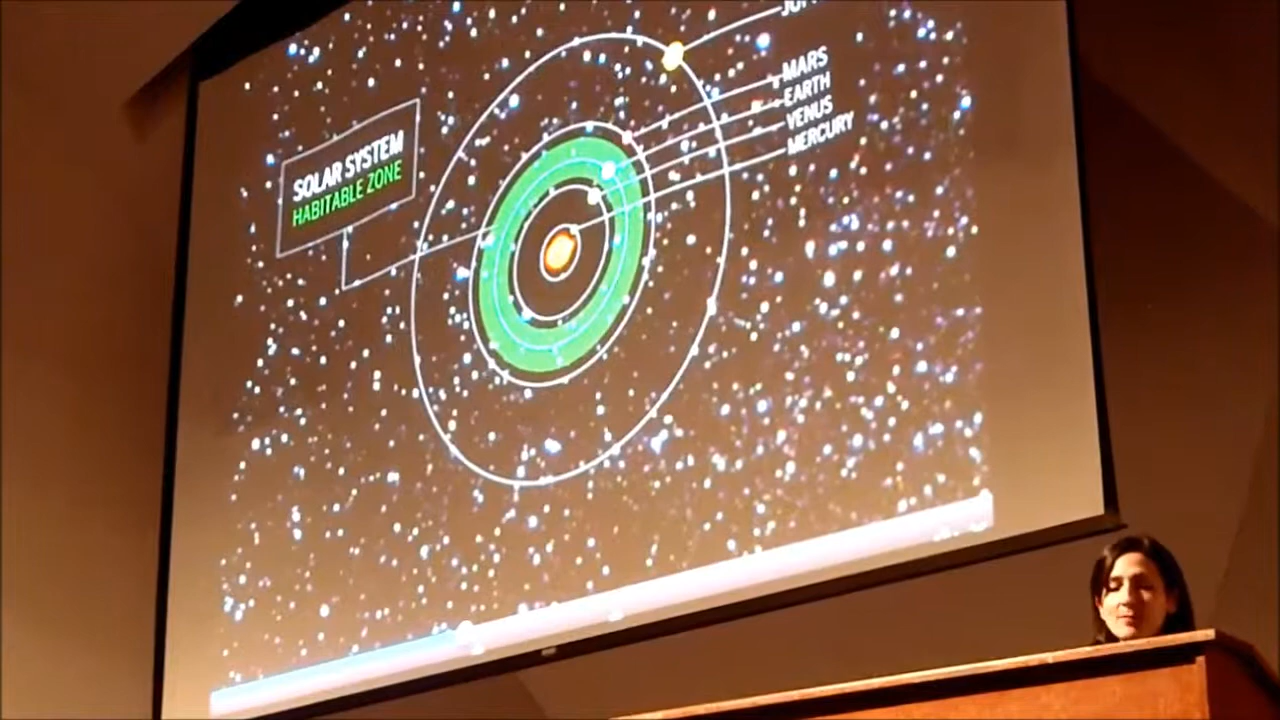 SOLAR SYSTEM
HABITABLE ZONE
MARS
EARTH
VENUS
MERCURY